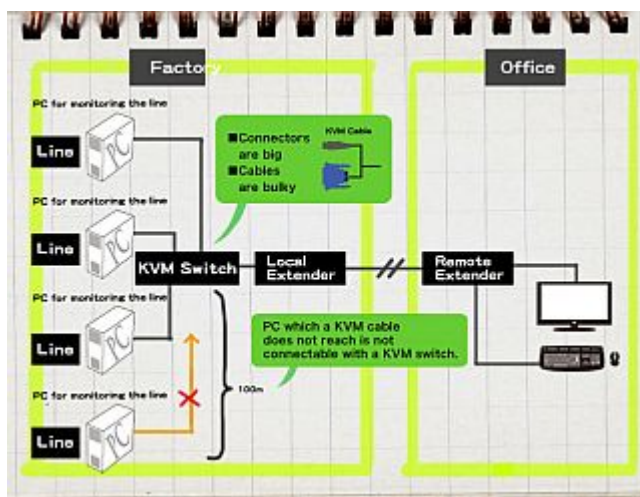 Factory
Office
PC for monitoring the line
Line
PC
■Connectors
are big
■Cables
are bulky
KVM Cable
PC for monitoring the line
Line
PC
KVM Switch
Local
Extender
Remote
Extender
PC for monitoring the line
Line
PC
PC which a KVM cable
does not reach is not
connectable with a KVM switch.
100m
PC for monitoring the line
Line
PC